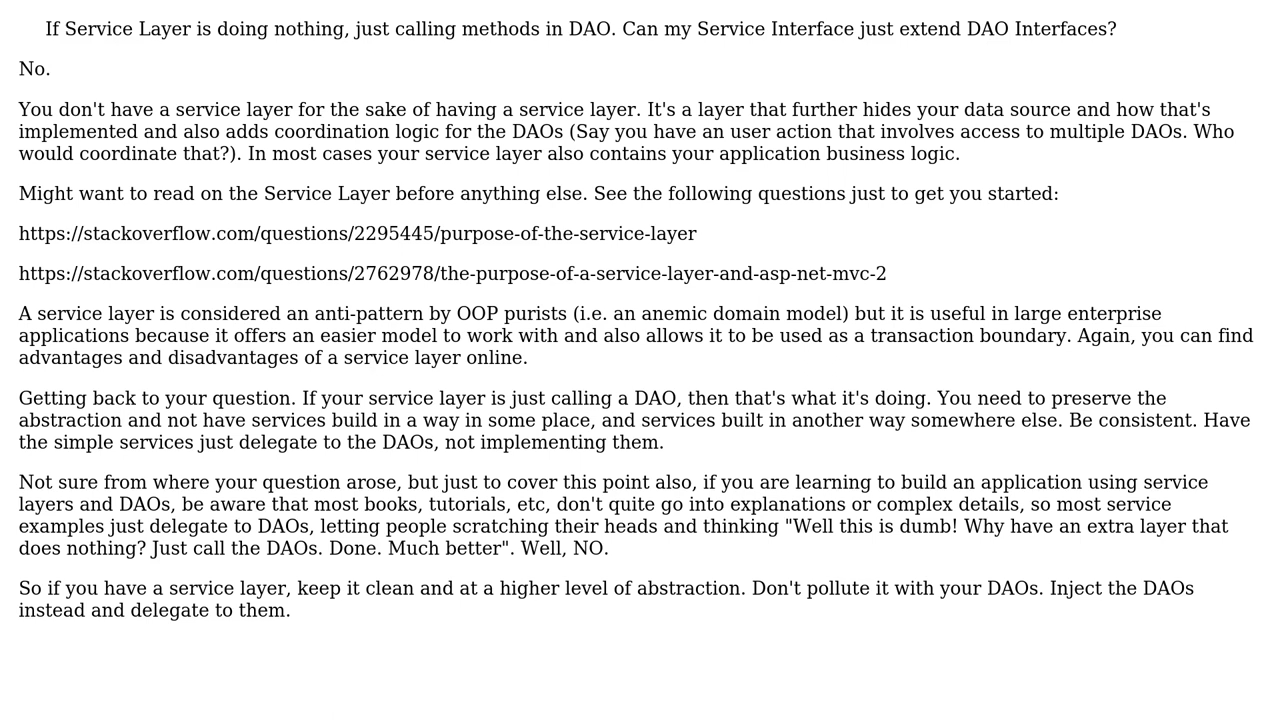 If Service Layer is doing nothing, just calling methods in DAO. Can my Service Interface just extend DAO Interfaces?
No.
You don't have a service layer for the sake of having a service layer. It's a layer that further hides your data source and how that's
implemented and also adds coordination logic for the DAOs (Say you have an user action that involves access to multiple DAOs. Who
would coordinate that?). In most cases your service layer also contains your application business logic.
Might want to read on the Service Layer before anything else. See the following questions just to get you started:
https://stackoverflow.com/questions/2295445/purpose-of-the-service-layer
https://stackoverflow.com/questions/2762978/the-purpose-of-a-service-layer-and-asp-net-mvc-2
A service layer is considered an anti-pattern by OOP purists (i.e. an anemic domain model) but it is useful in large enterprise
applications because it offers an easier model to work with and also allows it to be used as a transaction boundary. Again, you can find
advantages and disadvantages of a service layer online.
Getting back to your question. If your service layer is just calling a DAO, then that's what it's doing. You need to preserve the
abstraction and not have services build in a way in some place, and services built in another way somewhere else. Be consistent. Have
the simple services just delegate to the DAOs, not implementing them.
Not sure from where your question arose, but just to cover this point also, if you are learning to build an application using service
layers and DAOs, be aware that most books, tutorials, etc, don't quite go into explanations or complex details, so most service
examples just delegate to DAOs, letting people scratching their heads and thinking "Well this is dumb! Why have an extra layer that
does nothing? Just call the DAOs. Done. Much better". Well, NO.
So if you have a service layer, keep it clean and at a higher level of abstraction. Don't pollute it with your DAOs. Inject the DAOs
instead and delegate to them.